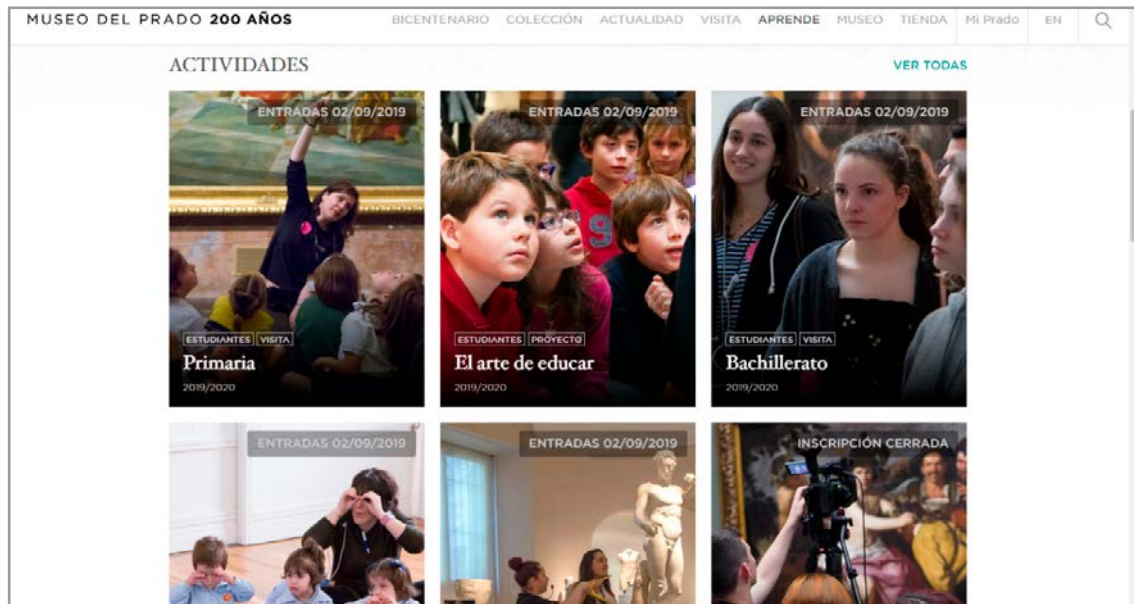 MUSEO DEL PRADO 200 AÑOS
BICENTENARIO COLECCIÓN ACTUALIDAD VISITA APRENDE MUSEO TIENDA Mi Prado EN
ACTIVIDADES
VER TODAS
ENTRADAS 02/09/2019
ESTUDIANTES VISITA
Primaria
2019/2020
ENTRADAS 02/09/2019
9
ESTUDIANTES PROYECTO
El arte de educar
2019/2020
ENTRADAS 02/09/2019
ESTUDIANTES VISITA
Bachillerato
2019/2020
ENTRADAS 02/09/2019
ENTRADAS 02/09/2019
INSCRIPCIÓN CERRADA